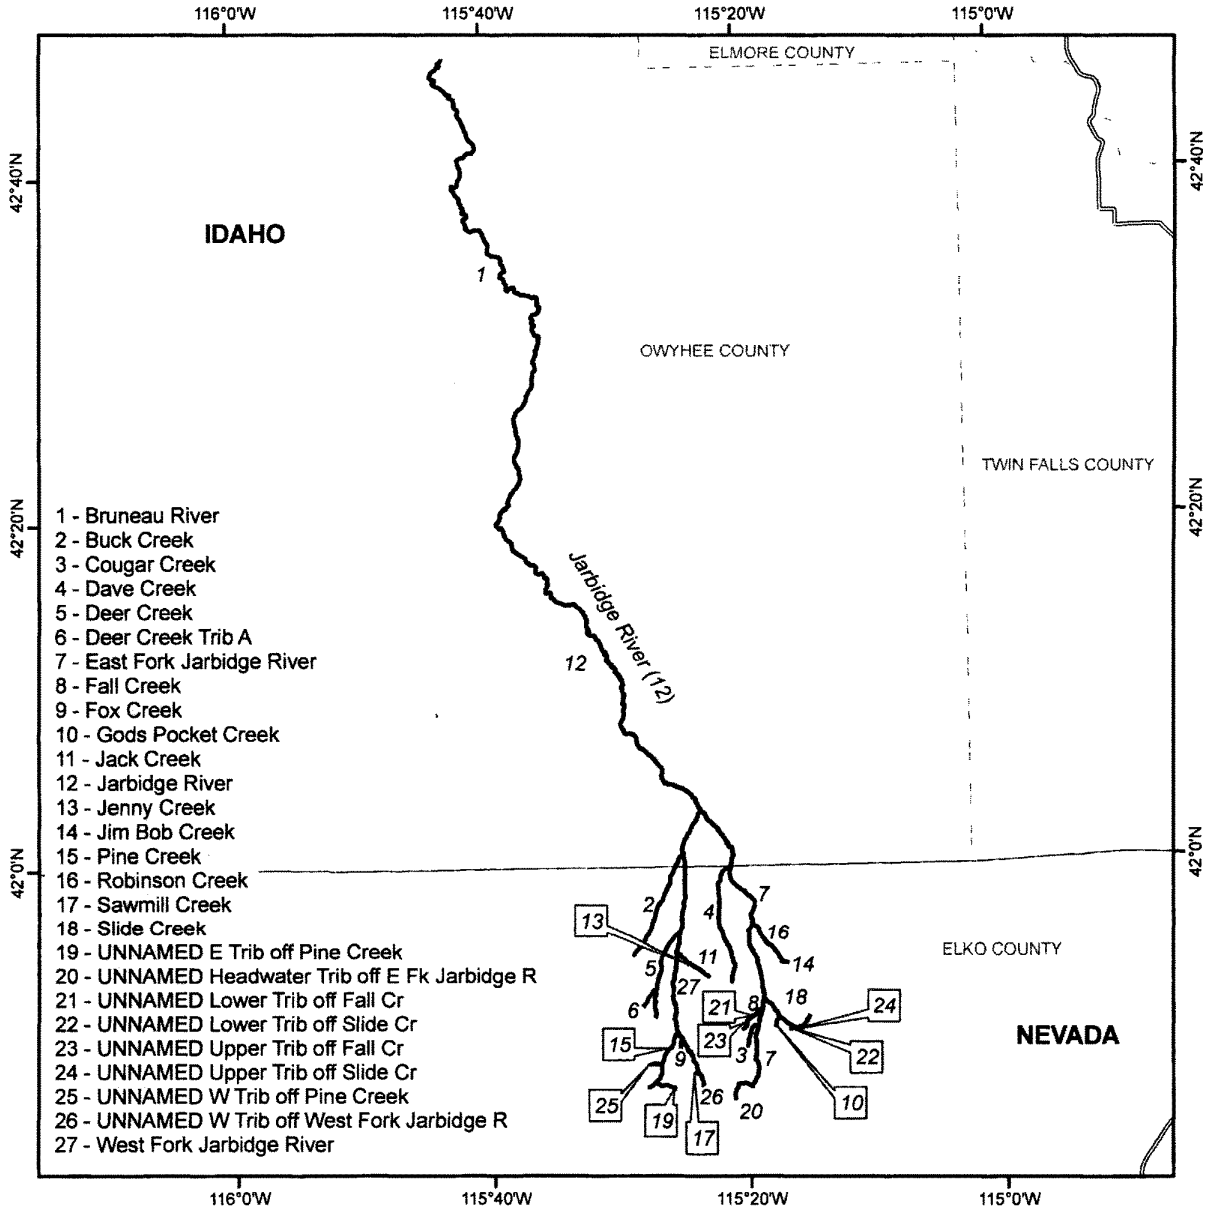 116°0'W
115°40'W
115°20'W
115°0'W
ELMORE COUNTY
42°40'N
42°40'N
IDAHO
1
OWYHEE COUNTY
TWIN FALLS COUNTY
42°20'N
42°20'N
Jarbidge River (12)
12
1 - Bruneau River
2 - Buck Creek
3 - Cougar Creek
4 - Dave Creek
5 - Deer Creek
6 - Deer Creek Trib A
7 - East Fork Jarbidge River
8 - Fall Creek
9 - Fox Creek
10 - Gods Pocket Creek
11 - Jack Creek
12 - Jarbidge River
13 - Jenny Creek
14 - Jim Bob Creek
15 - Pine Creek
16 - Robinson Creek
17 - Sawmill Creek
18 - Slide Creek
19 - UNNAMED E Trib off Pine Creek
20 - UNNAMED Headwater Trib off E Fk Jarbidge R
21 - UNNAMED Lower Trib off Fall Cr
22 - UNNAMED Lower Trib off Slide Cr
23 - UNNAMED Upper Trib off Fall Cr
24 - UNNAMED Upper Trib off Slide Cr
25 - UNNAMED W Trib off Pine Creek
26 - UNNAMED W Trib off West Fork Jarbidge R
27 - West Fork Jarbidge River
42°0'N
42°0'N
7
2
4
13
16
11
14
5
27
18
6
21
8
24
23
15
9
3
7
22
26
25
19
20
10
17
ELKO COUNTY
NEVADA
116°0'W
115°40'W
115°20'W
115°0'W